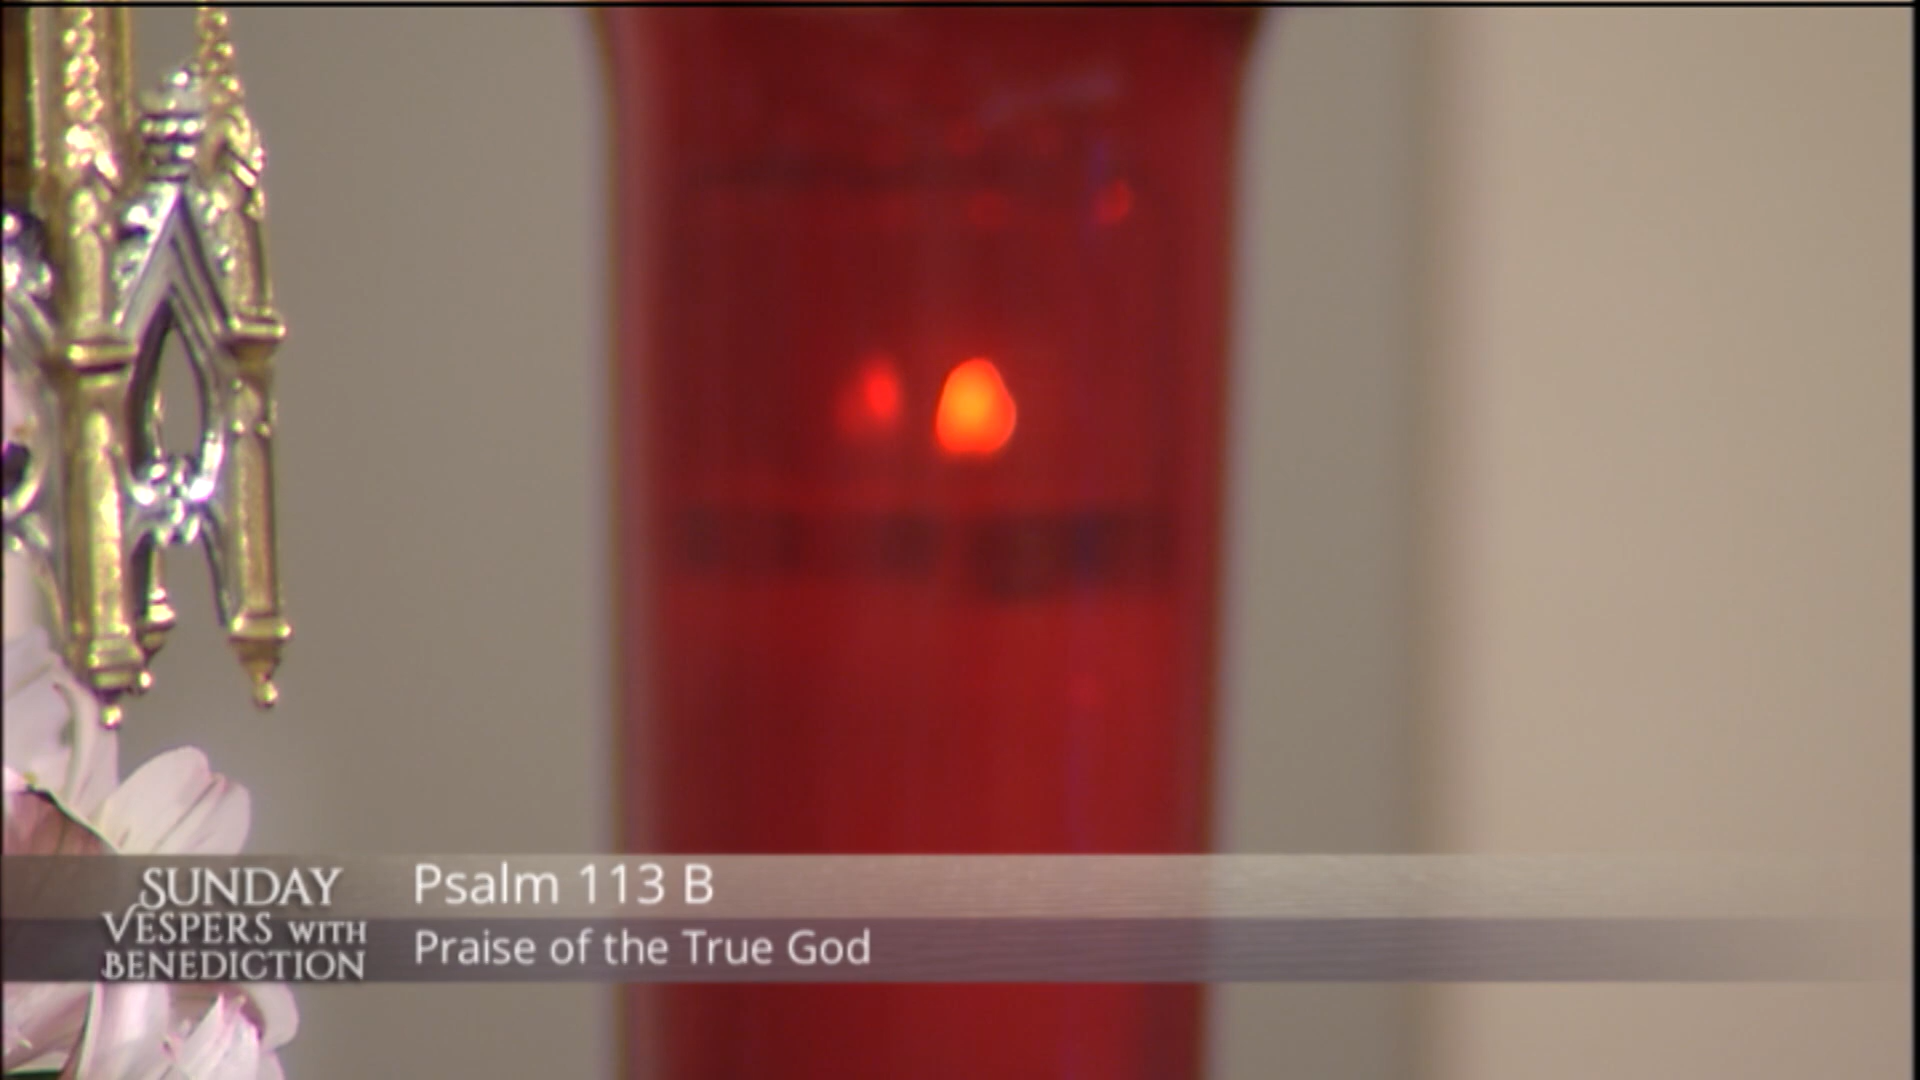 SUNDAY
VESPERS WITH
BENEDICTION
Psalm 113 B
Praise of the True God